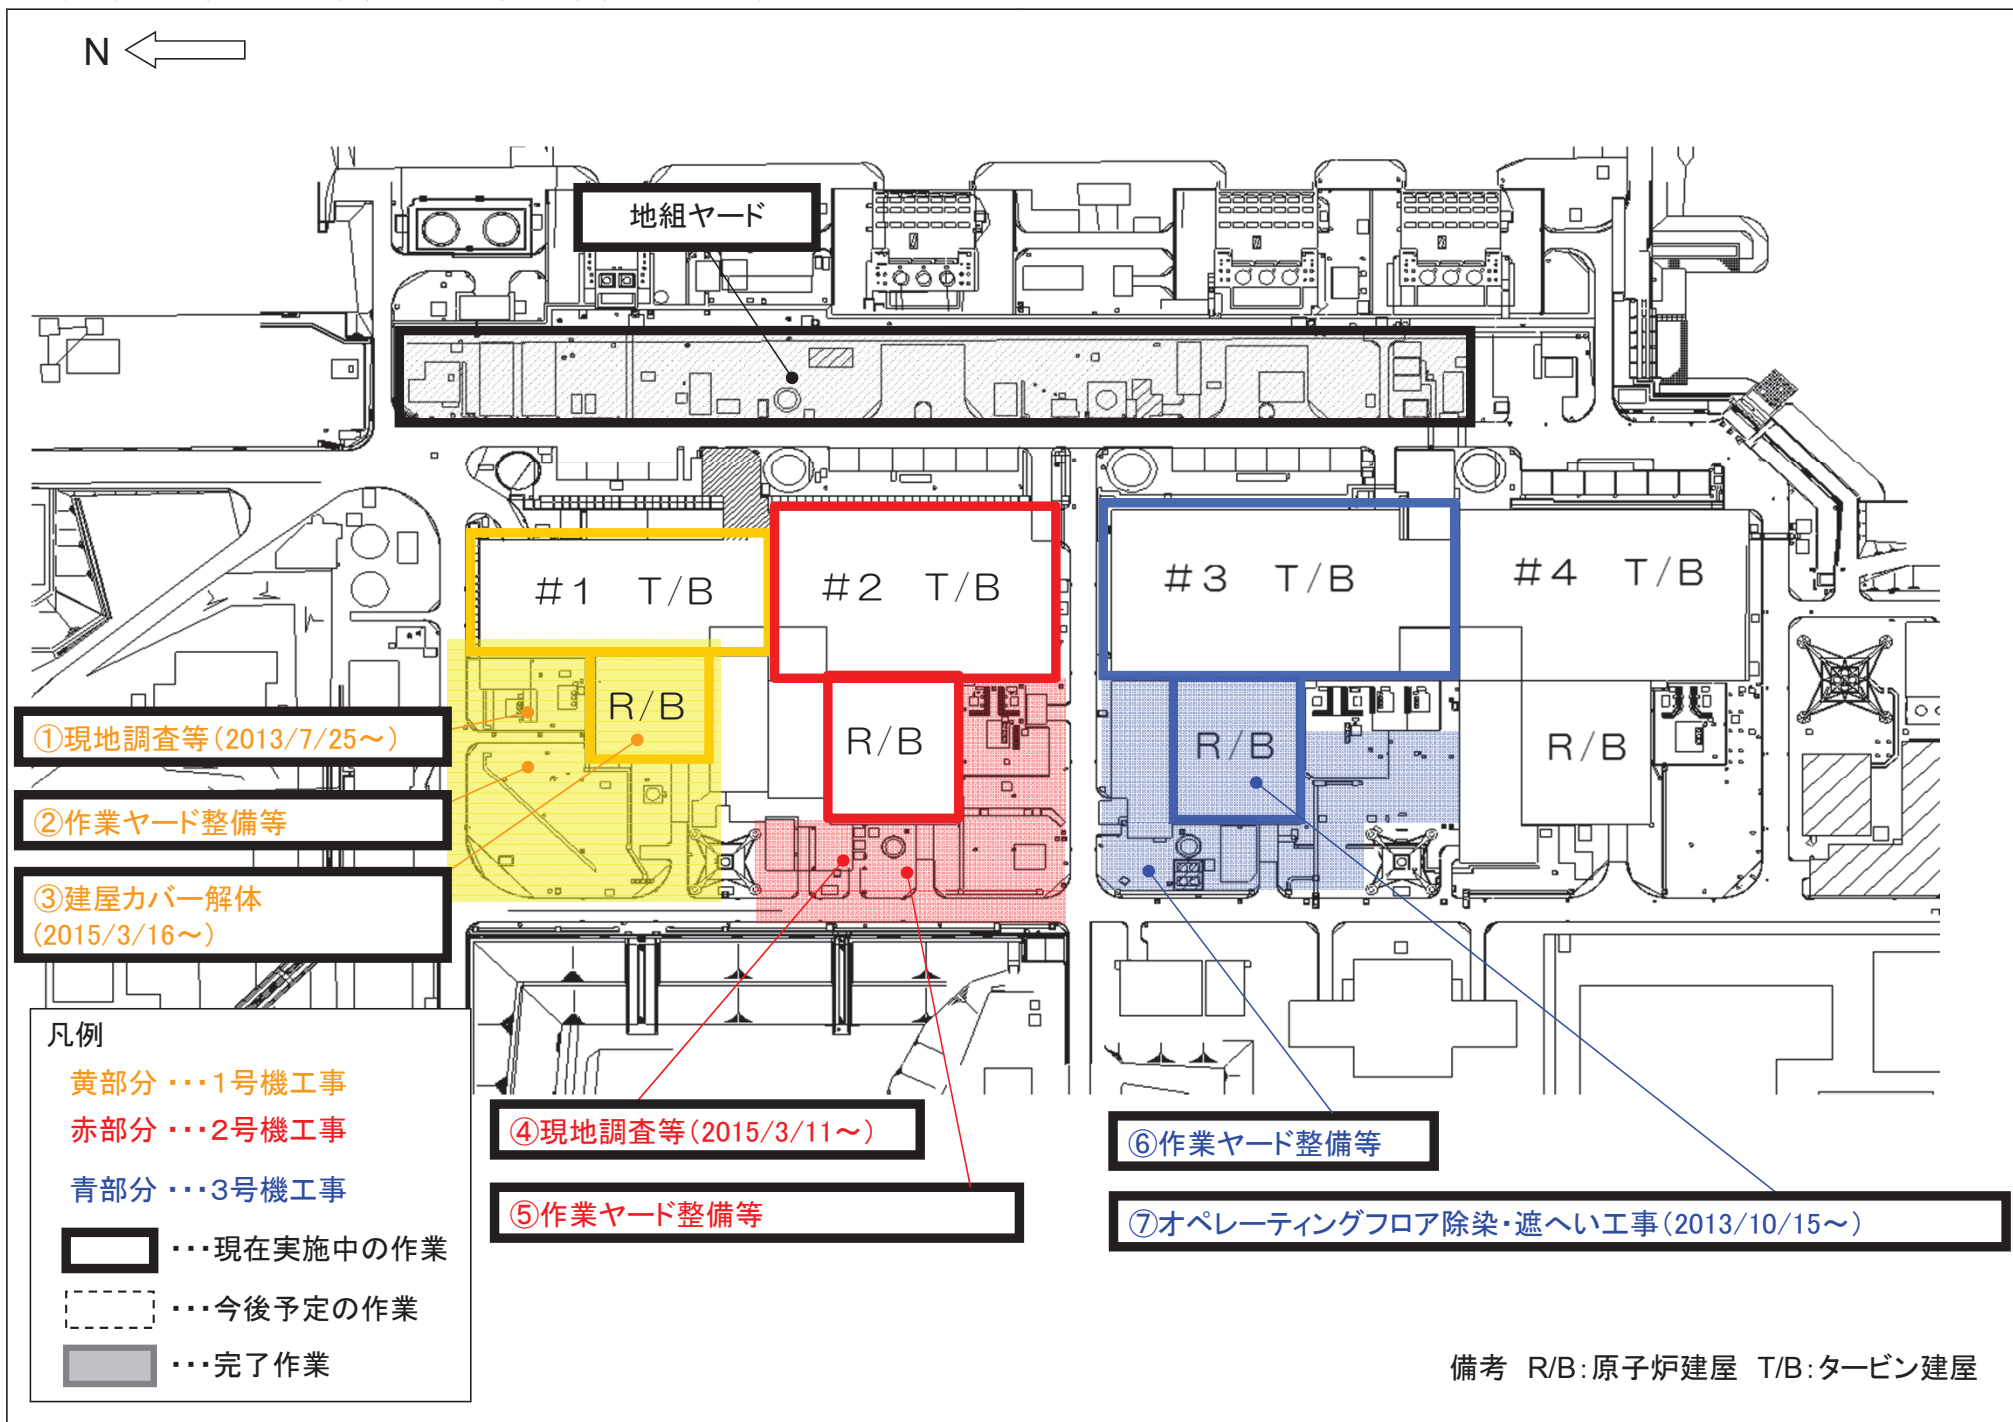 N
地組ヤード
#1 T/B
#2 T/B
#3 T/B
#4 T/B
R/B
R/B
R/B
R/B
①現地調査等(2013/7/25～)
②作業ヤード整備等
③建屋カバー解体
(2015/3/16～)
④現地調査等(2015/3/11～)
⑤作業ヤード整備等
⑥作業ヤード整備等
⑦オペレーティングフロア除染・遮へい工事(2013/10/15～)
凡例
黄部分 ･･･1号機工事
赤部分 ･･･2号機工事
青部分 ･･･3号機工事
･･･現在実施中の作業
･･･今後予定の作業
･･･完了作業
備考 R/B:原子炉建屋 T/B:タービン建屋